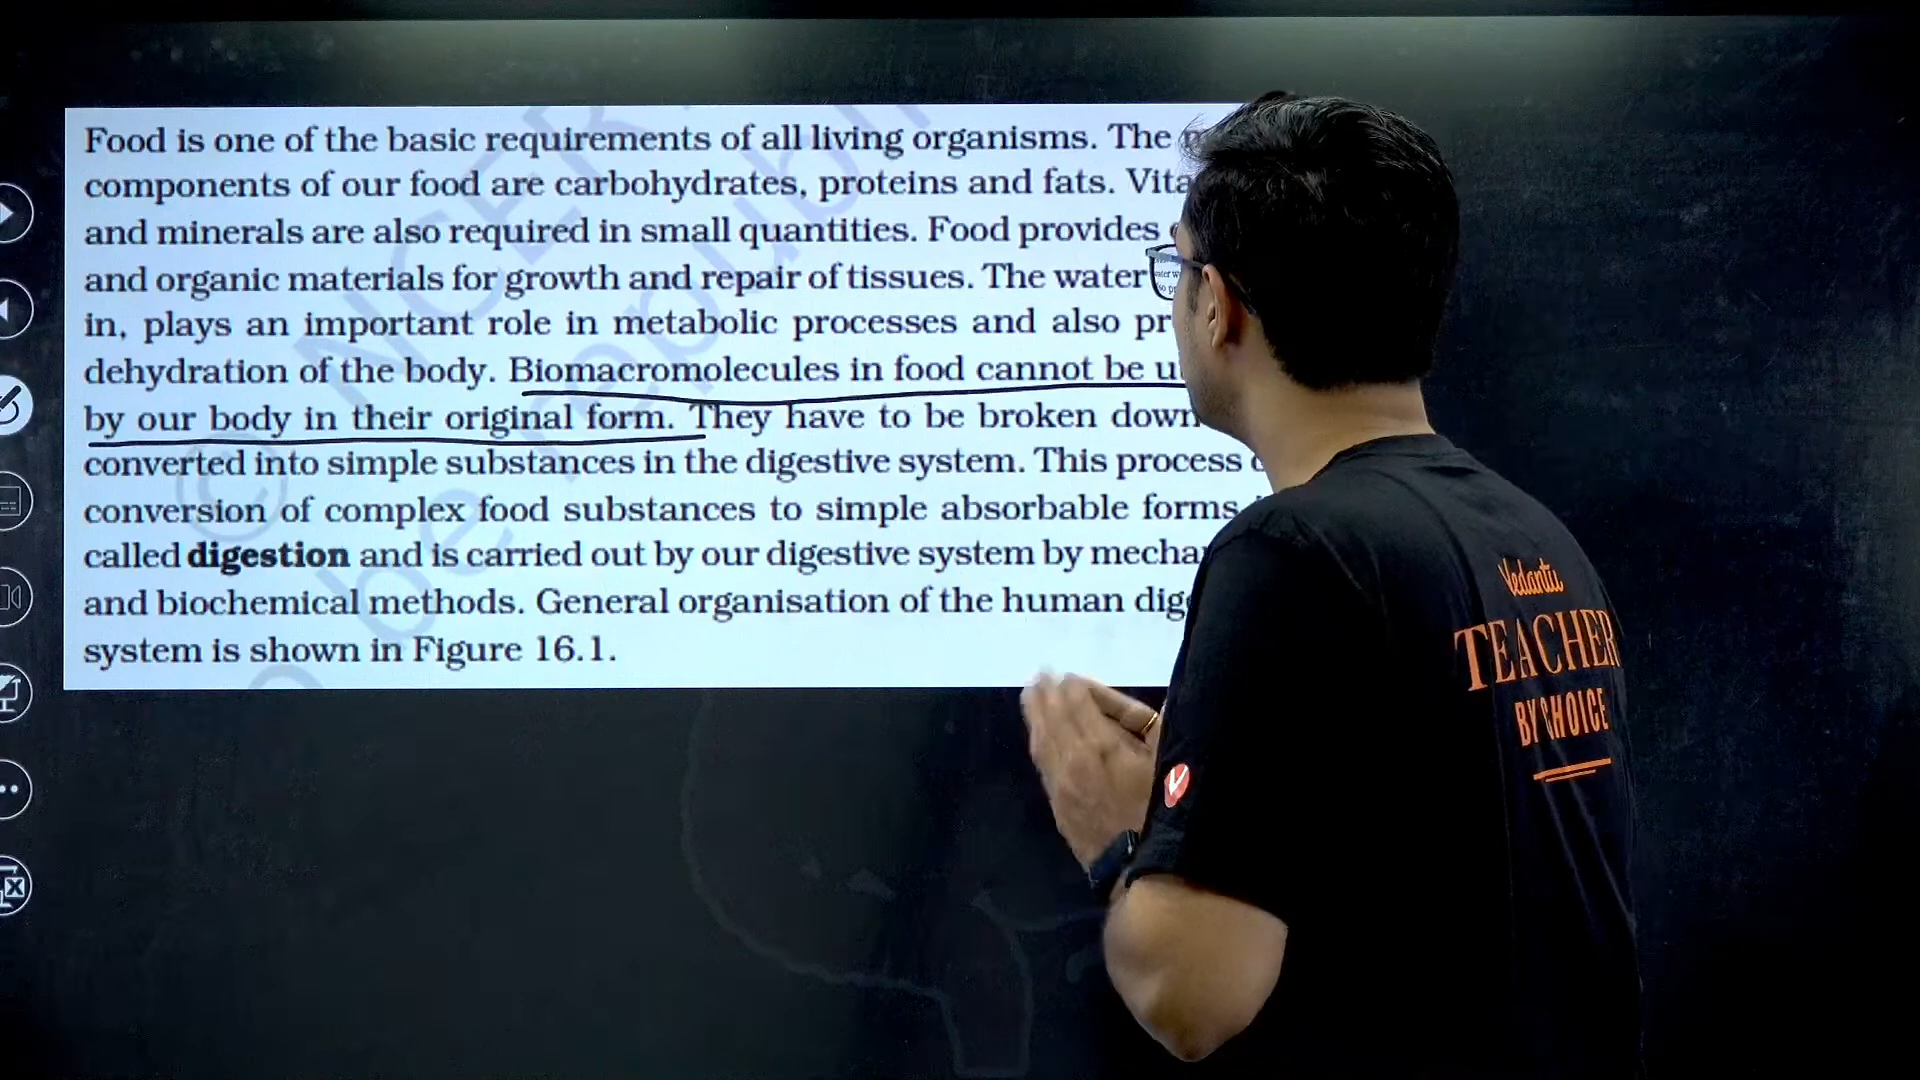 Food is one of the basic requirements of all living organisms. The
components of our food are carbohydrates, proteins and fats.
and minerals are also required in small quantities. Food provides
and organic materials for growth and repair of tissues. The water
in, plays an important role in metabolic processes and also
dehydration of the body. Biomacromolecules in food cannot be
by our body in their original form. They have to be broken down
converted into simple substances in the digestive system. This process
conversion of complex food substances to simple absorbable forms
called digestion and is carried out by our digestive system by
and biochemical methods. General organisation of the human
system is shown in Figure 16.1.
© NCERT
be republi
Vedantu
TEACHER
BY CHOICE